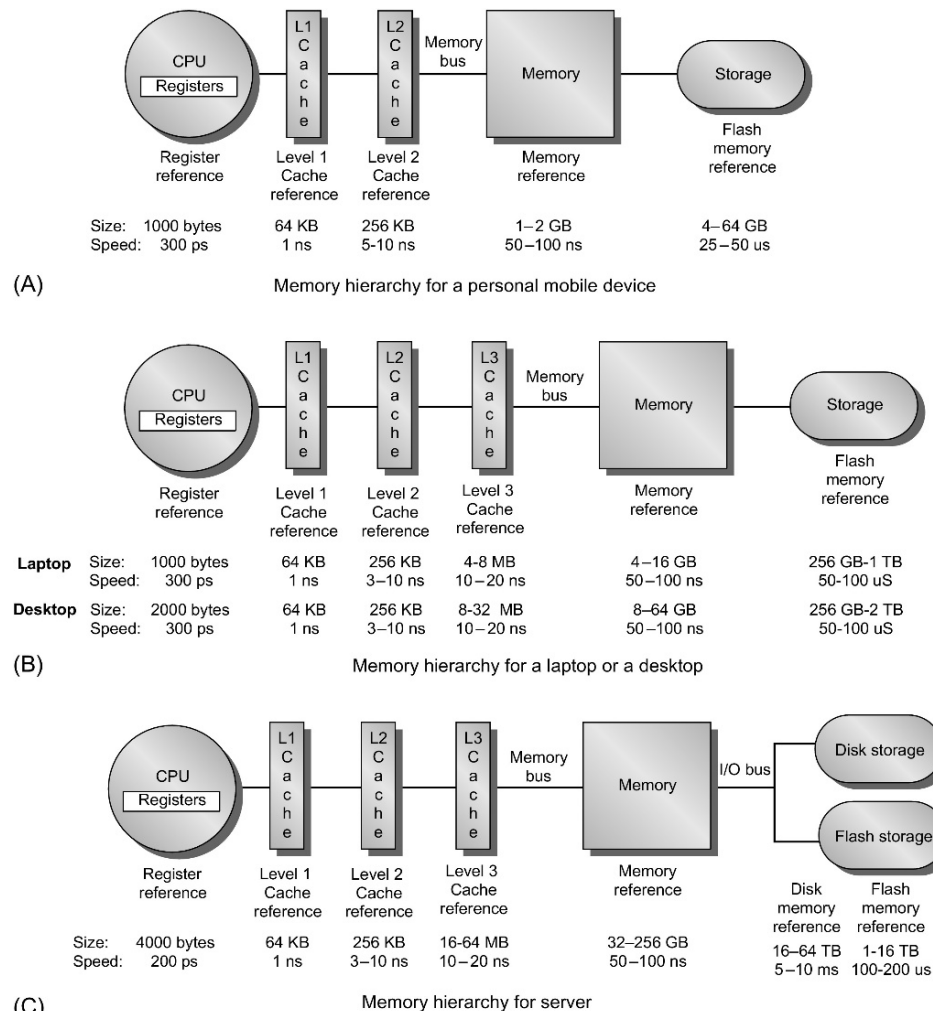 CPU
Registers
L1 Cache
L2 Cache
Memory bus
Memory
Storage
Register reference
Level 1 Cache reference
Level 2 Cache reference
Memory reference
Flash memory reference
Size: 1000 bytes 64 KB 256 KB 1–2 GB 4–64 GB
Speed: 300 ps 1 ns 5-10 ns 50–100 ns 25–50 us
(A) Memory hierarchy for a personal mobile device
CPU
Registers
L1 Cache
L2 Cache
L3 Cache
Memory bus
Memory
Storage
Register reference
Level 1 Cache reference
Level 2 Cache reference
Level 3 Cache reference
Memory reference
Flash memory reference
Laptop Size: 1000 bytes 64 KB 256 KB 4-8 MB 4–16 GB 256 GB-1 TB
Speed: 300 ps 1 ns 3–10 ns 10–20 ns 50–100 ns 50-100 uS
Desktop Size: 2000 bytes 64 KB 256 KB 8-32 MB 8–64 GB 256 GB-2 TB
Speed: 300 ps 1 ns 3–10 ns 10–20 ns 50–100 ns 50-100 uS
(B) Memory hierarchy for a laptop or a desktop
CPU
Registers
L1 Cache
L2 Cache
L3 Cache
Memory bus
Memory
I/O bus
Disk storage
Flash storage
Register reference
Level 1 Cache reference
Level 2 Cache reference
Level 3 Cache reference
Memory reference
Disk memory reference
Flash memory reference
Size: 4000 bytes 64 KB 256 KB 16-64 MB 32–256 GB 16–64 TB 1-16 TB
Speed: 200 ps 1 ns 3–10 ns 10–20 ns 50–100 ns 5–10 ms 100-200 us
(C) Memory hierarchy for server